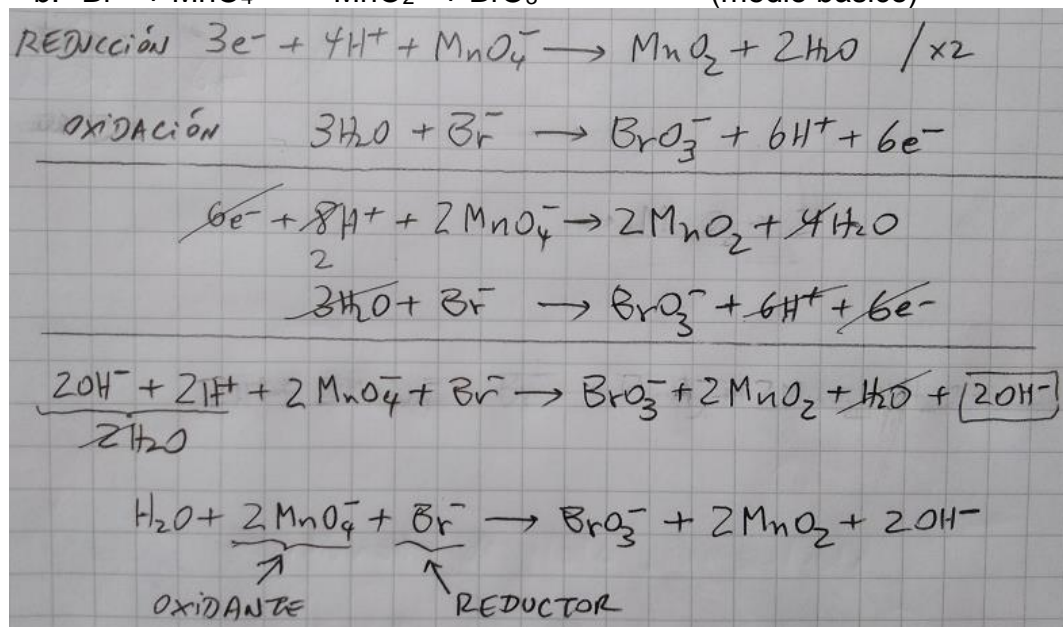 REDUCCIÓN 3e⁻ + 4H⁺ + MnO₄⁻ → MnO₂ + 2H₂O /x2
OXIDACIÓN 3H₂O + Br⁻ → BrO₃⁻ + 6H⁺ + 6e⁻
6e⁻ + 8H⁺ + 2MnO₄⁻ → 2MnO₂ + 4H₂O
2
3H₂O + Br⁻ → BrO₃⁻ + 6H⁺ + 6e⁻
2OH⁻ + 2H⁺ + 2MnO₄⁻ + Br⁻ → BrO₃⁻ + 2MnO₂ + H₂O + 2OH⁻
2H₂O
H₂O + 2MnO₄⁻ + Br⁻ → BrO₃⁻ + 2MnO₂ + 2OH⁻
OXIDANTE REDUCTOR